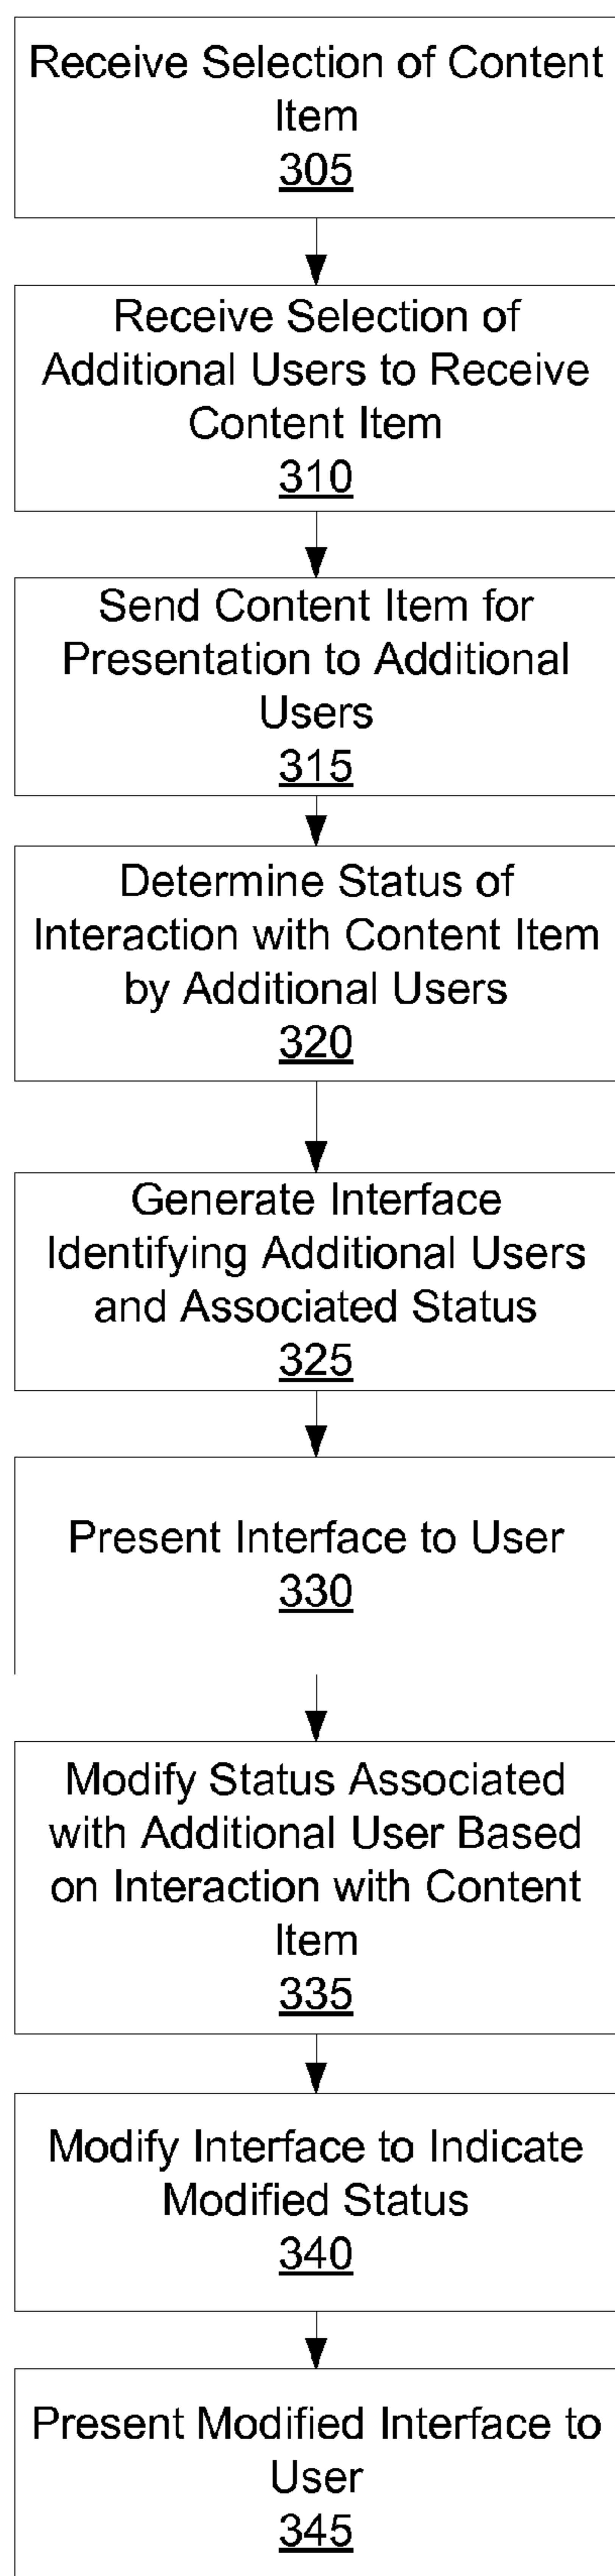 Receive Selection of Content
Item
305
Receive Selection of
Additional Users to Receive
Content Item
310
Send Content Item for
Presentation to Additional
Users
315
Determine Status of
Interaction with Content Item
by Additional Users
320
Generate Interface
Identifying Additional Users
and Associated Status
325
Present Interface to User
330
Modify Status Associated
with Additional User Based
on Interaction with Content
Item
335
Modify Interface to Indicate
Modified Status
340
Present Modified Interface to
User
345